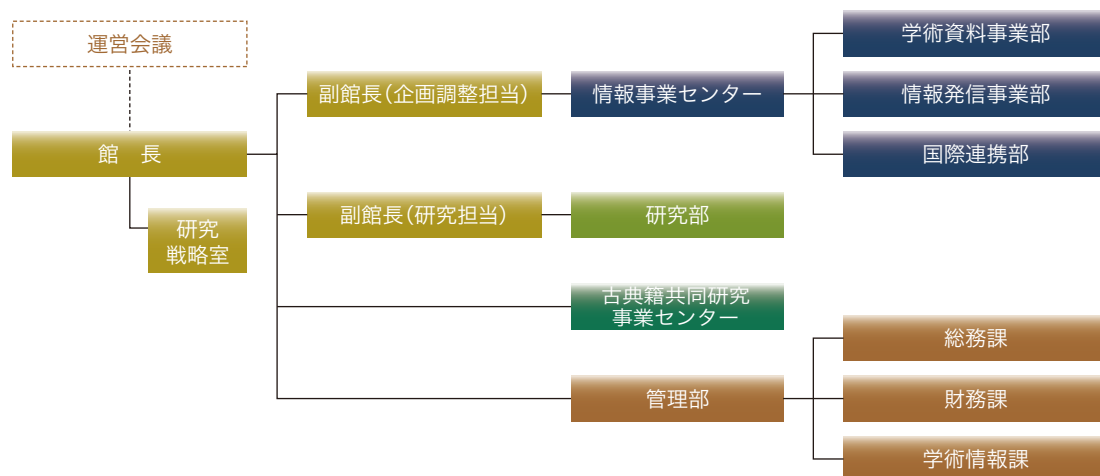 運営会議
館　長
研究
戦略室
副館長（企画調整担当）
情報事業センター
学術資料事業部
情報発信事業部
国際連携部
副館長（研究担当）
研究部
古典籍共同研究
事業センター
管理部
総務課
財務課
学術情報課